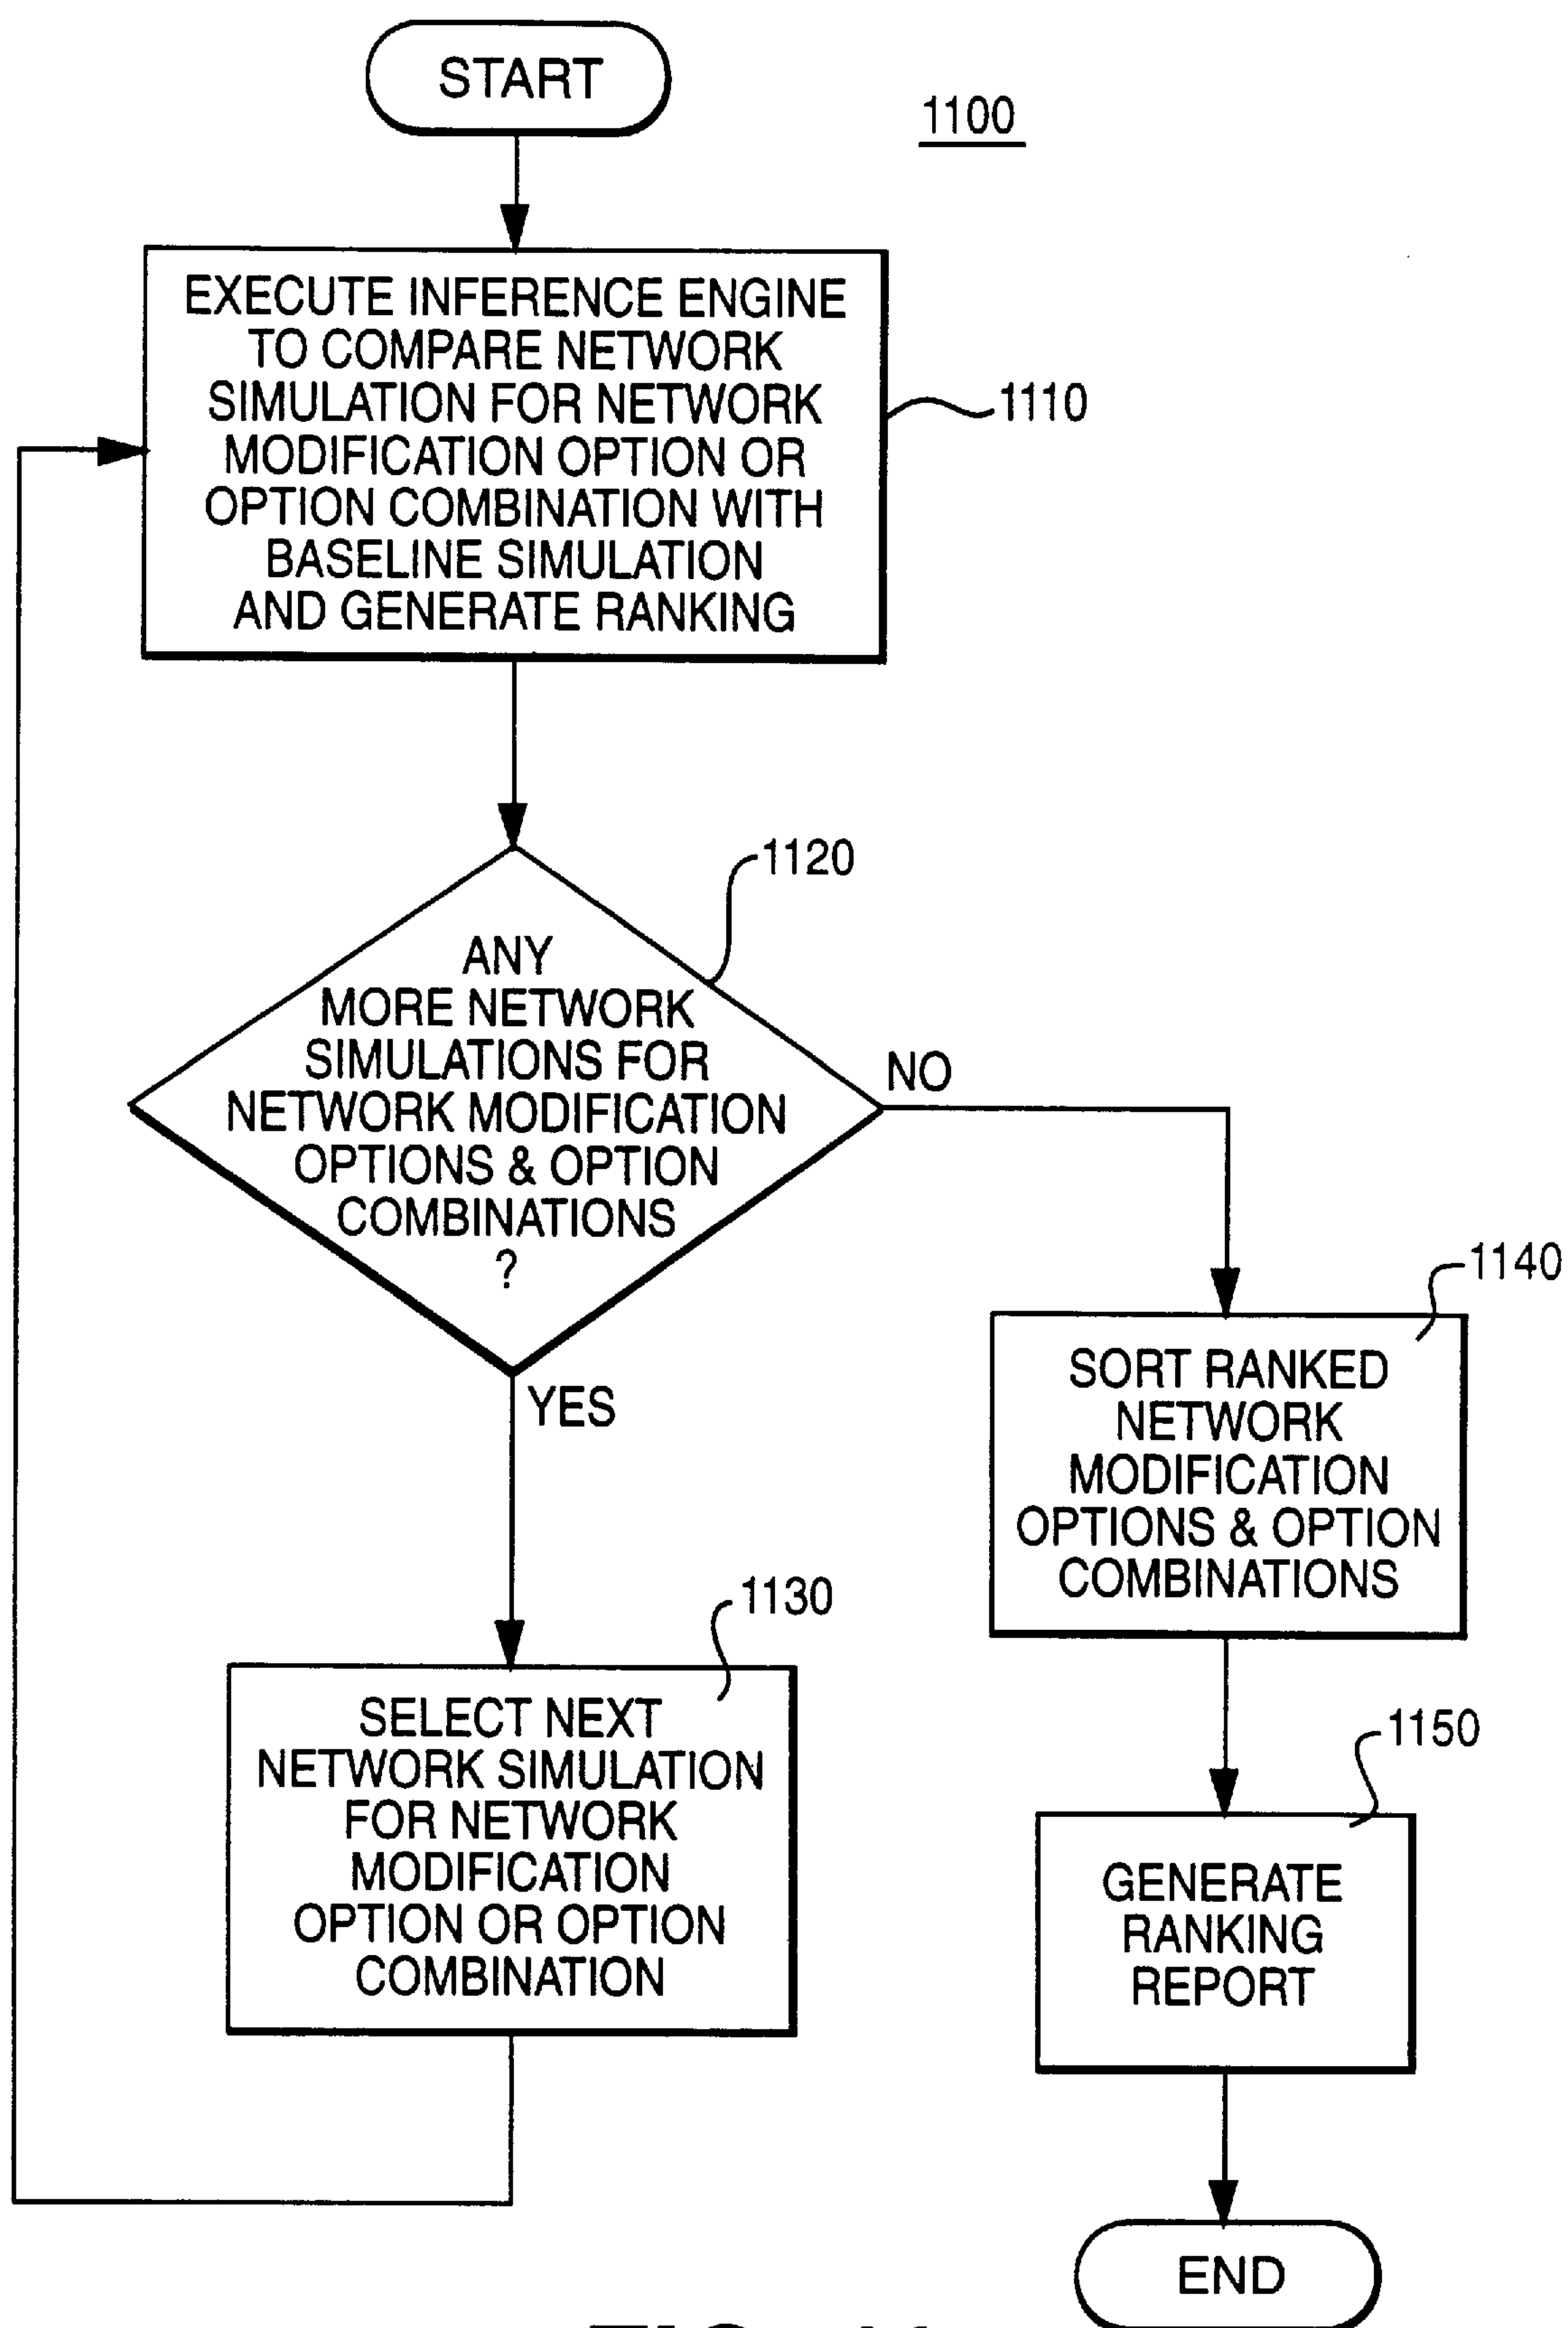 START
1100
EXECUTE INFERENCE ENGINE
TO COMPARE NETWORK
SIMULATION FOR NETWORK
MODIFICATION OPTION OR
OPTION COMBINATION WITH
BASELINE SIMULATION
AND GENERATE RANKING
1110
1120
ANY
MORE NETWORK
SIMULATIONS FOR
NETWORK MODIFICATION
OPTIONS & OPTION
COMBINATIONS
?
NO
YES
1130
SELECT NEXT
NETWORK SIMULATION
FOR NETWORK
MODIFICATION
OPTION OR OPTION
COMBINATION
1140
SORT RANKED
NETWORK
MODIFICATION
OPTIONS & OPTION
COMBINATIONS
1150
GENERATE
RANKING
REPORT
END